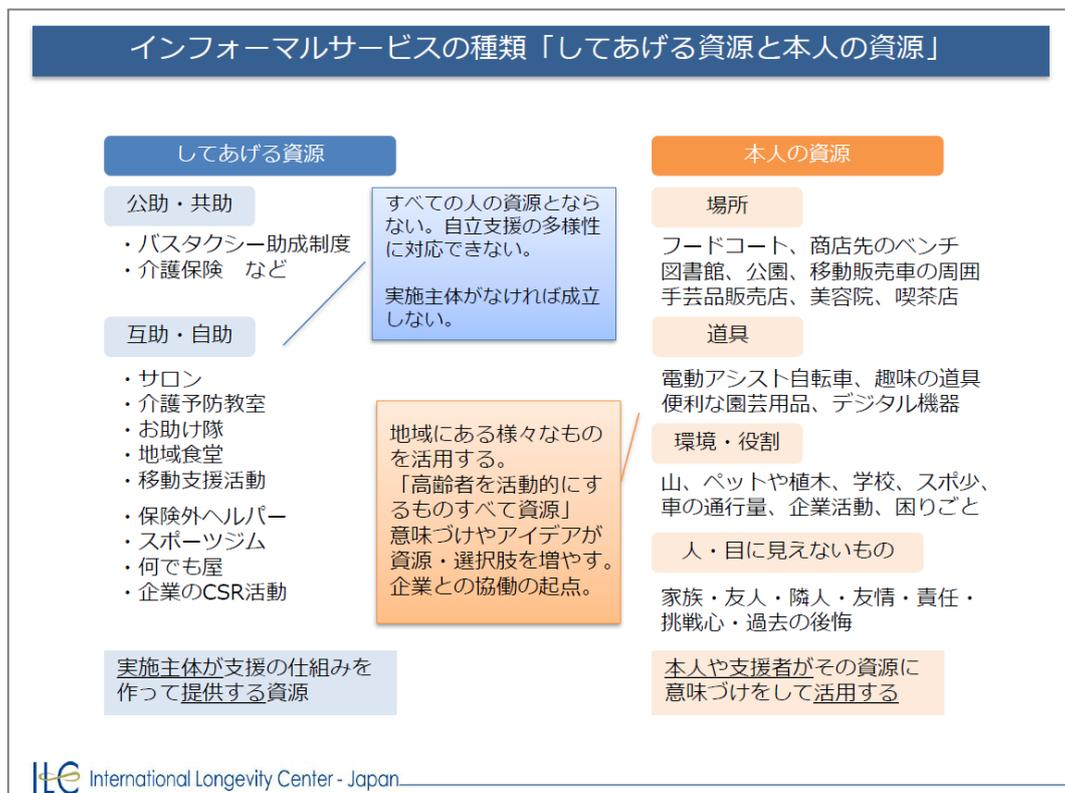 インフォーマルサービスの種類「してあげる資源と本人の資源」
してあげる資源
公助・共助
・バスタクシー助成制度
・介護保険　など
互助・自助
・サロン
・介護予防教室
・お助け隊
・地域食堂
・移動支援活動
・保険外ヘルパー
・スポーツジム
・何でも屋
・企業のCSR活動
実施主体が支援の仕組みを
作って提供する資源
すべての人の資源となら
ない。自立支援の多様性
に対応できない。
実施主体がなければ成立
しない。
地域にある様々なもの
を活用する。
「高齢者を活動的にす
るものすべて資源」
意味づけやアイデアが
資源・選択肢を増やす。
企業との協働の起点。
本人の資源
場所
フードコート、商店先のベンチ
図書館、公園、移動販売車の周囲
手芸品販売店、美容院、喫茶店
道具
電動アシスト自転車、趣味の道具
便利な園芸用品、デジタル機器
環境・役割
山、ペットや植木、学校、スポ少、
車の通行量、企業活動、困りごと
人・目に見えないもの
家族・友人・隣人・友情・責任・
挑戦心・過去の後悔
本人や支援者がその資源に
意味づけをして活用する
ILC International Longevity Center - Japan